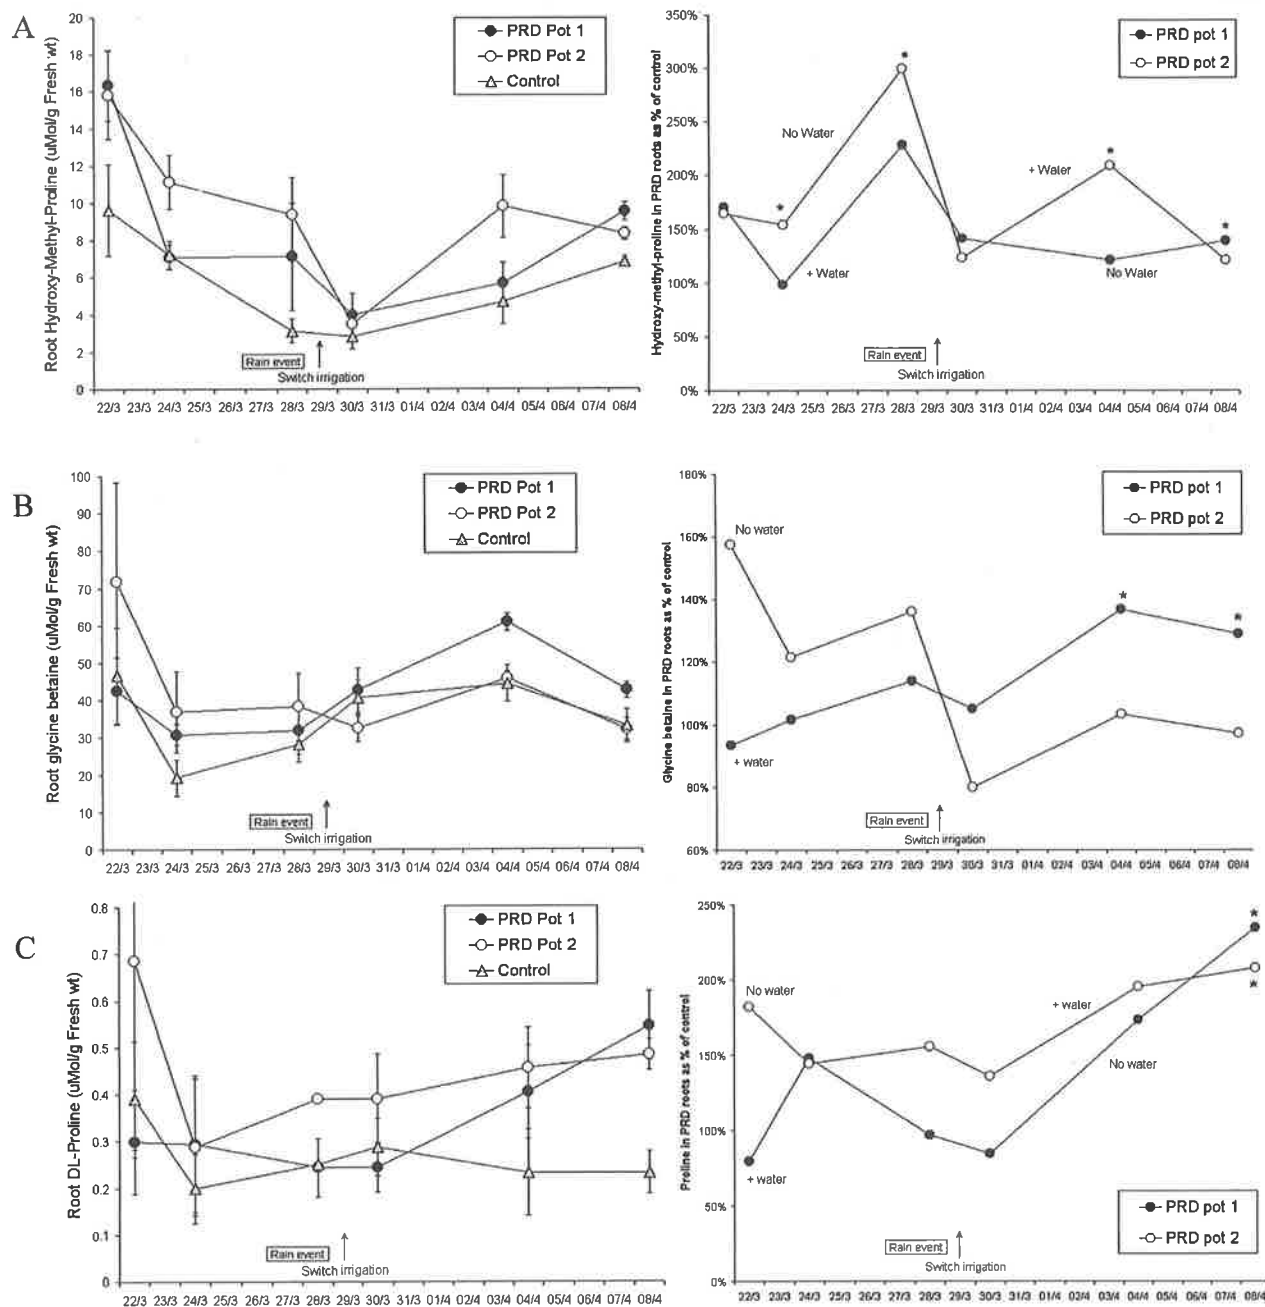 A
Root Hydroxy-Methyl-Proline (uMol/g Fresh wt)
20
18
16
14
12
10
8
6
4
2
0
PRD Pot 1
PRD Pot 2
Control
Rain event
Switch irrigation
22/3 23/3 24/3 25/3 26/3 27/3 28/3 29/3 30/3 31/3 01/4 02/4 03/4 04/4 05/4 06/4 07/4 08/4
Hydroxy-methyl-proline in PRD roots as % of control
350%
300%
250%
200%
150%
100%
50%
0%
PRD pot 1
PRD pot 2
*
No Water
*
*
+ Water
*
+ Water
No Water
Rain event
Switch irrigation
22/3 23/3 24/3 25/3 26/3 27/3 28/3 29/3 30/3 31/3 01/4 02/4 03/4 04/4 05/4 06/4 07/4 08/4
B
Root glycine betaine (uMol/g Fresh wt)
100
90
80
70
60
50
40
30
20
10
0
PRD Pot 1
PRD Pot 2
Control
Rain event
Switch irrigation
22/3 23/3 24/3 25/3 26/3 27/3 28/3 29/3 30/3 31/3 01/4 02/4 03/4 04/4 05/4 06/4 07/4 08/4
Glycine betaine in PRD roots as % of control
180%
160%
140%
120%
100%
80%
60%
PRD pot 1
PRD pot 2
No water
*
*
+ water
Rain event
Switch irrigation
22/3 23/3 24/3 25/3 26/3 27/3 28/3 29/3 30/3 31/3 01/4 02/4 03/4 04/4 05/4 06/4 07/4 08/4
C
Root DL-Proline (uMol/g Fresh wt)
0.8
0.7
0.6
0.5
0.4
0.3
0.2
0.1
0
PRD Pot 1
PRD Pot 2
Control
Rain event
Switch irrigation
22/3 23/3 24/3 25/3 26/3 27/3 28/3 29/3 30/3 31/3 01/4 02/4 03/4 04/4 05/4 06/4 07/4 08/4
Proline in PRD roots as % of control
250%
200%
150%
100%
50%
0%
*
*
No water
+ water
No water
+ water
PRD pot 1
PRD pot 2
Rain event
Switch irrigation
22/3 23/3 24/3 25/3 26/3 27/3 28/3 29/3 30/3 31/3 01/4 02/4 03/4 04/4 05/4 06/4 07/4 08/4